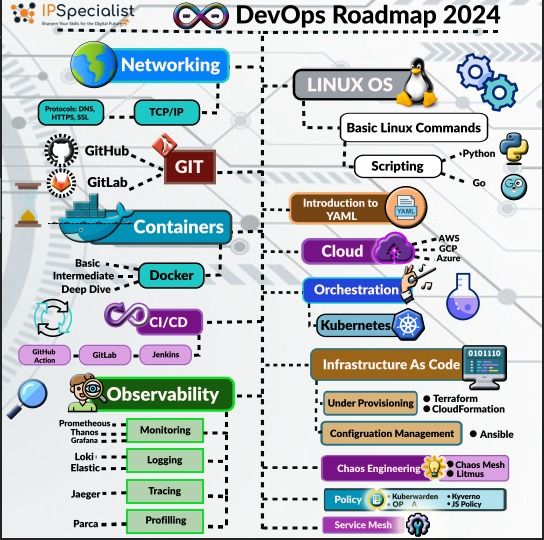 IPSpecialist
Sharpen Your Skills for the Digital Future
DevOps Roadmap 2024
Networking
Protocols: DNS,
HTTPS, SSL
TCP/IP
GitHub
GitLab
GIT
Containers
Basic
Intermediate
Deep Dive
Docker
CI/CD
GitHub
Action
GitLab
Jenkins
Observability
Prometheous
Thanos
Grafana
Monitoring
Loki
Elastic
Logging
Jaeger
Tracing
Parca
Profilling
LINUX OS
Basic Linux Commands
Scripting
Python
Go
Introduction to
YAML
YAML
Cloud
AWS
GCP
Azure
Orchestration
Kubernetes
Infrastructure As Code
0101110
Under Provisioning
Terraform
CloudFormation
Configruation Management
Ansible
Chaos Engineering
Chaos Mesh
Litmus
Policy
Kuberwarden
OP A
Kyverno
JS Policy
Service Mesh